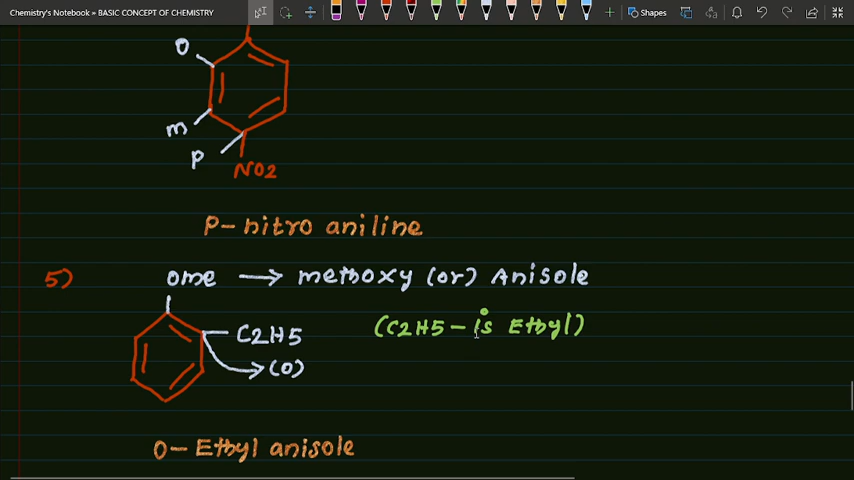 Chemistry's Notebook » BASIC CONCEPT OF CHEMISTRY
Shapes
O
m
P
NO2
P- nitro aniline
5)
ome → methoxy (or) Anisole
C2H5
(C2H5 - is Ethyl)
(O)
O- Ethyl anisole